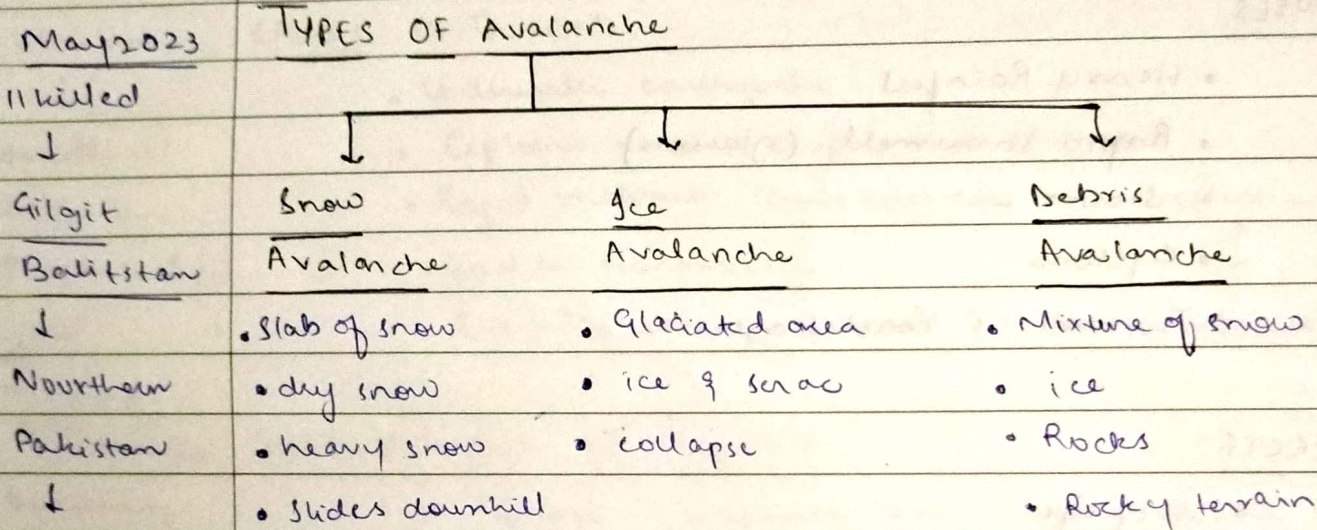 May 2023
11 killed
↓
Gilgit
Balitstan
↓
Nourthern
Pakistan
↓
TYPES OF Avalanche
Snow
Avalanche
• Slab of snow
• dry snow
• heavy snow
• Slides downhill
Ice
Avalanche
• Glaciated area
• ice & serac
• collapse
Debris
Avalanche
• Mixture of snow
• ice
• Rocks
• Rocky terrain